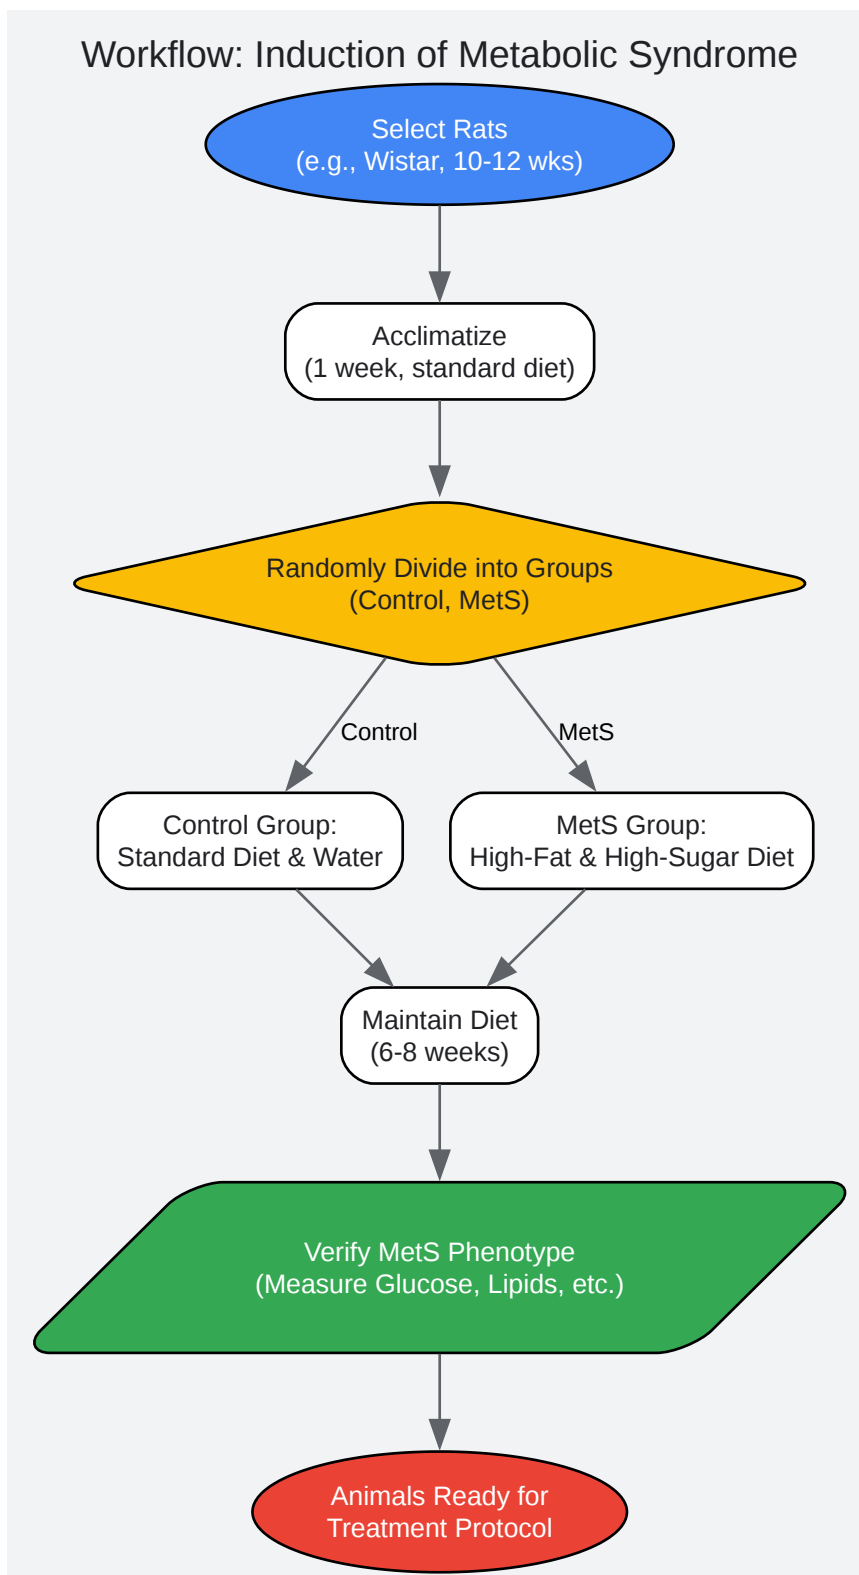 Workflow: Induction of Metabolic Syndrome
Select Rats
(e.g., Wistar, 10-12 wks)
Acclimatize
(1 week, standard diet)
Randomly Divide into Groups
(Control, MetS)
Control
MetS
Control Group:
Standard Diet & Water
MetS Group:
High-Fat & High-Sugar Diet
Maintain Diet
(6-8 weeks)
Verify MetS Phenotype
(Measure Glucose, Lipids, etc.)
Animals Ready for
Treatment Protocol